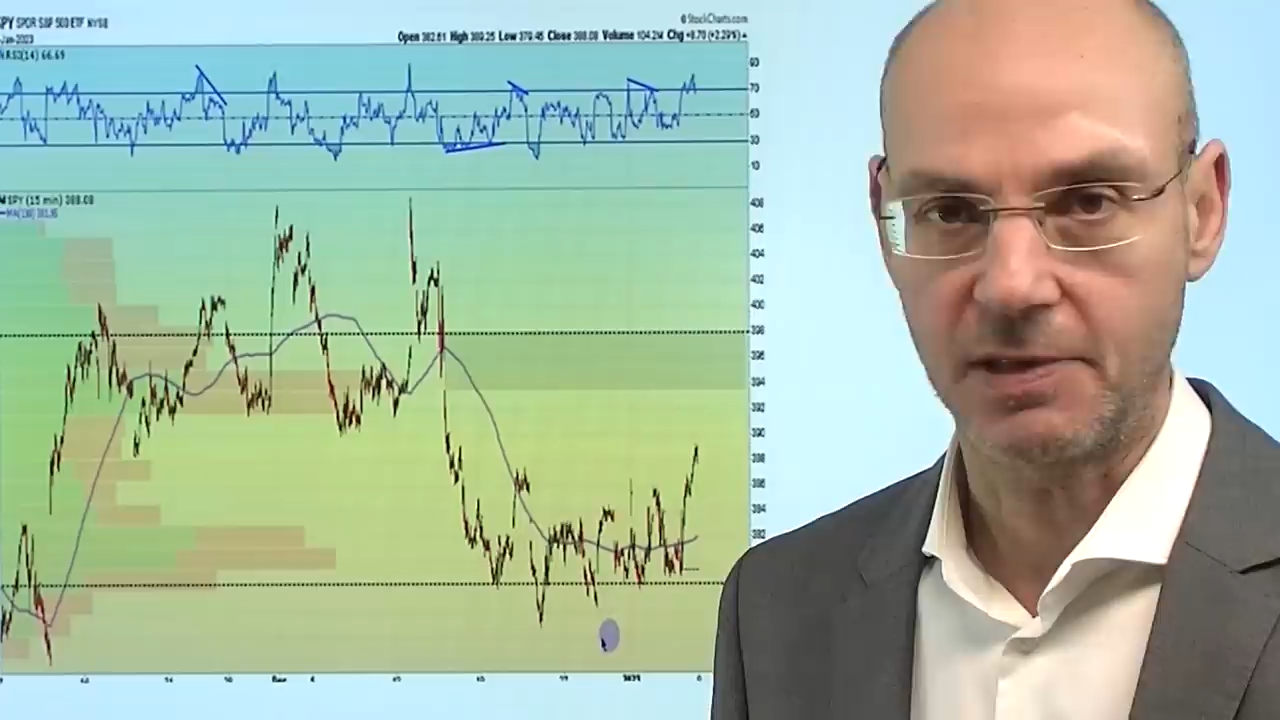 SPY SPDR S&P 500 ETF NYSE
© StockCharts.com
-Jan-2023
Open 382.61 High 389.25 Low 379.45 Close 388.08 Volume 104.2M Chg +8.70 (+2.29%)
RSI(14) 66.69
90
70
50
30
10
SPY (15 min) 388.08
408
406
404
402
400
398
396
394
392
390
388
386
384
382
Dec
2023